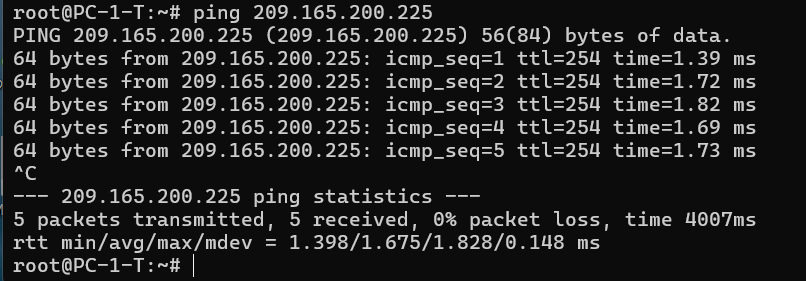 root@PC-1-T:~# ping 209.165.200.225
PING 209.165.200.225 (209.165.200.225) 56(84) bytes of data.
64 bytes from 209.165.200.225: icmp_seq=1 ttl=254 time=1.39 ms
64 bytes from 209.165.200.225: icmp_seq=2 ttl=254 time=1.72 ms
64 bytes from 209.165.200.225: icmp_seq=3 ttl=254 time=1.82 ms
64 bytes from 209.165.200.225: icmp_seq=4 ttl=254 time=1.69 ms
64 bytes from 209.165.200.225: icmp_seq=5 ttl=254 time=1.73 ms
^C
--- 209.165.200.225 ping statistics ---
5 packets transmitted, 5 received, 0% packet loss, time 4007ms
rtt min/avg/max/mdev = 1.398/1.675/1.828/0.148 ms
root@PC-1-T:~#